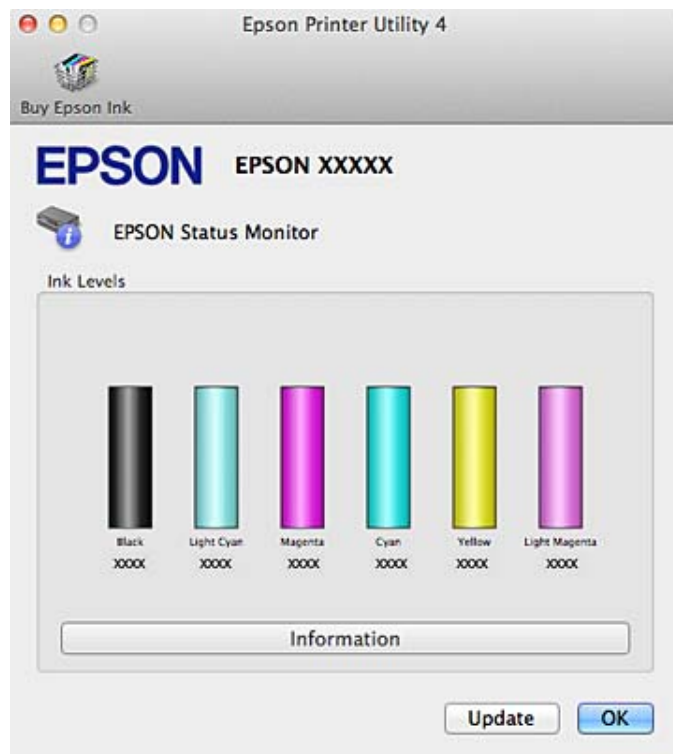 Epson Printer Utility 4
Buy Epson Ink
EPSON EPSON XXXXX
EPSON Status Monitor
Ink Levels
Black Light Cyan Magenta Cyan Yellow Light Magenta
XXXX XXXX XXXX XXXX XXXX XXXX
Information
Update OK